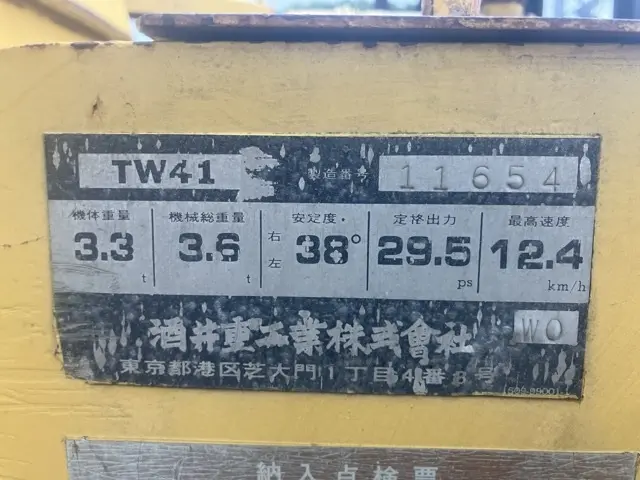 TW41 製造番号 11654
機体重量 機械総重量 安定度・ 定格出力 最高速度
3.3 t 3.6 t 右左 38° 29.5 ps 12.4 km/h
酒井重工業株式會社 WO
東京都港区芝大門1丁目4番8号
納入点検票